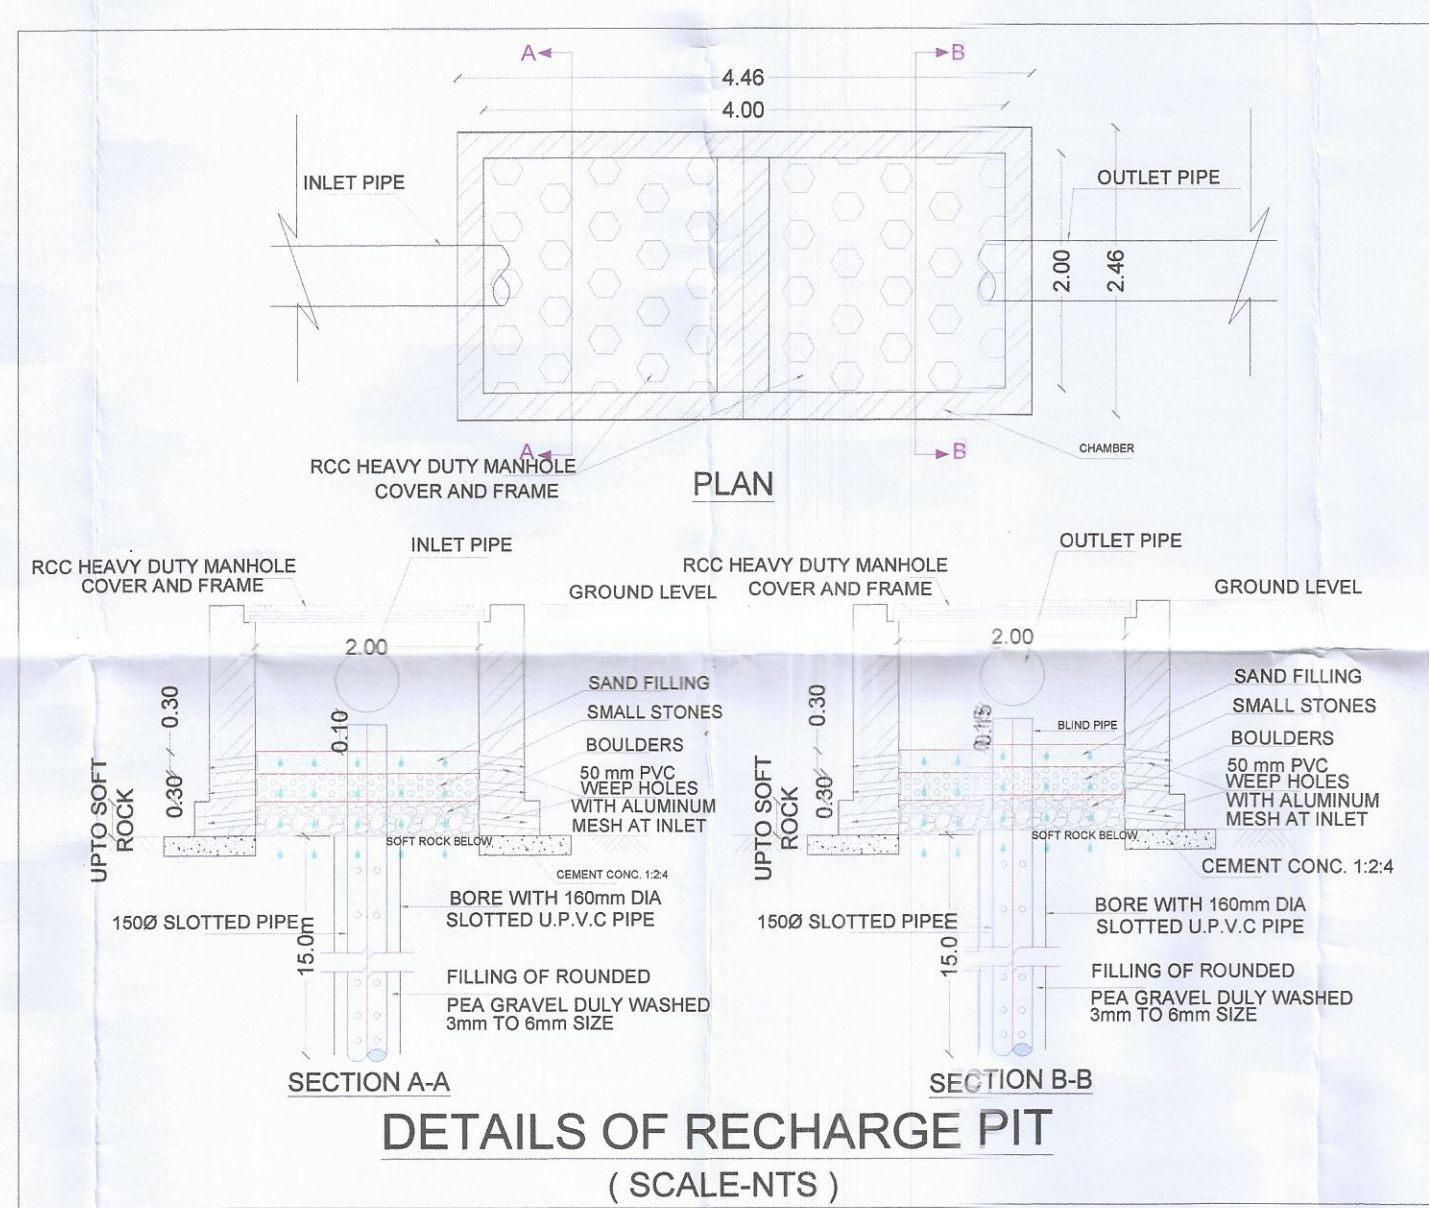 A
B
4.46
4.00
INLET PIPE
OUTLET PIPE
2.00
2.46
A
B
RCC HEAVY DUTY MANHOLE
COVER AND FRAME
CHAMBER
PLAN
INLET PIPE
RCC HEAVY DUTY MANHOLE
COVER AND FRAME
GROUND LEVEL
2.00
0.30
0.10
SAND FILLING
SMALL STONES
BOULDERS
50 mm PVC
WEEP HOLES
WITH ALUMINUM
MESH AT INLET
0.30
UPTO SOFT
ROCK
SOFT ROCK BELOW
CEMENT CONC. 1:2:4
BORE WITH 160mm DIA
SLOTTED U.P.V.C PIPE
150Ø SLOTTED PIPE
15.0m
FILLING OF ROUNDED
PEA GRAVEL DULY WASHED
3mm TO 6mm SIZE
SECTION A-A
OUTLET PIPE
RCC HEAVY DUTY MANHOLE
COVER AND FRAME
GROUND LEVEL
2.00
0.30
BLIND PIPE
SAND FILLING
SMALL STONES
BOULDERS
50 mm PVC
WEEP HOLES
WITH ALUMINUM
MESH AT INLET
0.30
UPTO SOFT
ROCK
SOFT ROCK BELOW
CEMENT CONC. 1:2:4
BORE WITH 160mm DIA
SLOTTED U.P.V.C PIPE
150Ø SLOTTED PIPE
15.0
FILLING OF ROUNDED
PEA GRAVEL DULY WASHED
3mm TO 6mm SIZE
SECTION B-B
DETAILS OF RECHARGE PIT
( SCALE-NTS )